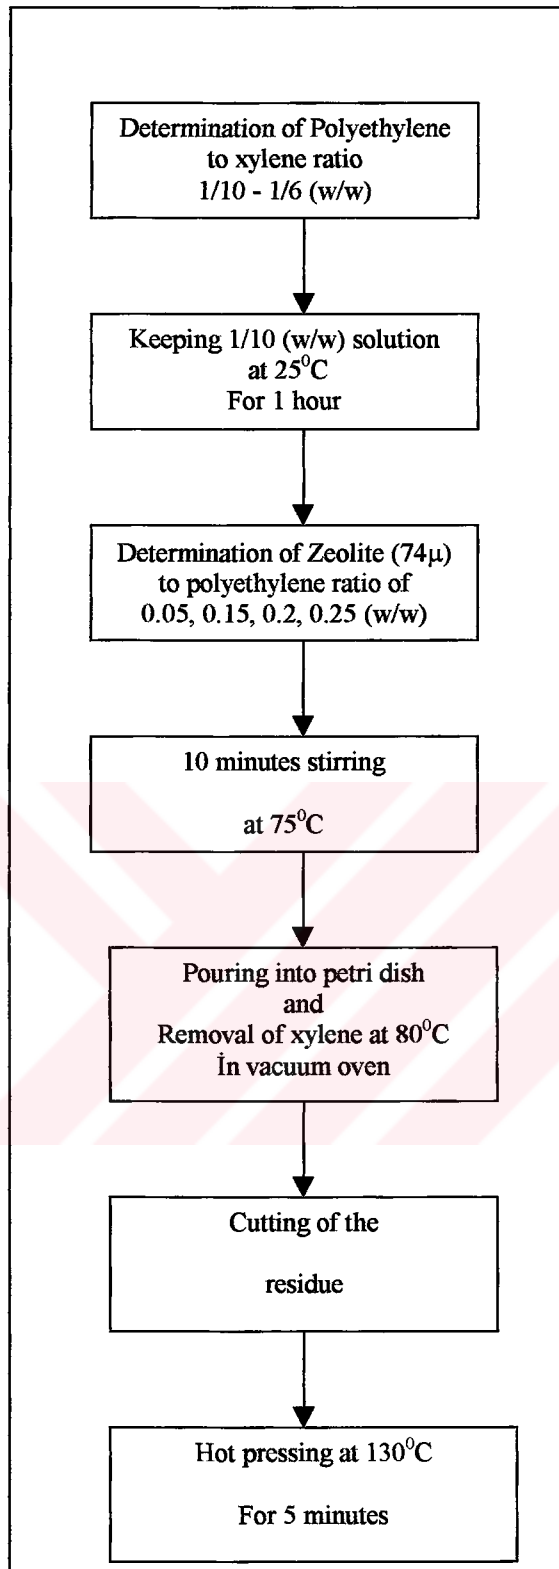 Determination of Polyethylene
to xylene ratio
1/10 - 1/6 (w/w)
Keeping 1/10 (w/w) solution
at 25⁰C
For 1 hour
Determination of Zeolite (74µ)
to polyethylene ratio of
0.05, 0.15, 0.2, 0.25 (w/w)
10 minutes stirring
at 75⁰C
Pouring into petri dish
and
Removal of xylene at 80⁰C
İn vacuum oven
Cutting of the
residue
Hot pressing at 130⁰C
For 5 minutes